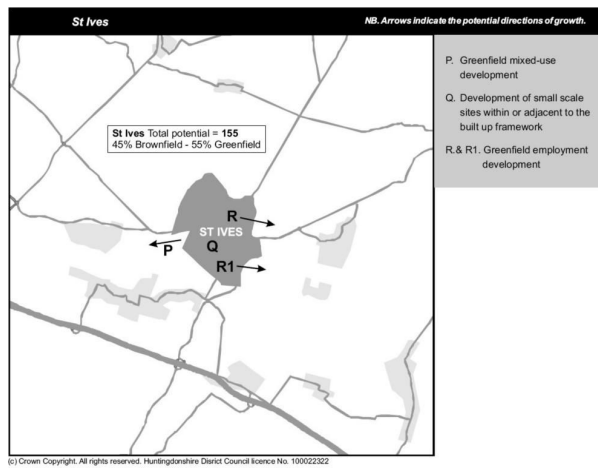 St Ives
NB. Arrows indicate the potential directions of growth.
P. Greenfield mixed-use
development
Q. Development of small scale
sites within or adjacent to the
built up framework
R.& R1. Greenfield employment
development
St Ives Total potential = 155
45% Brownfield - 55% Greenfield
R
ST IVES
P
Q
R1
(c) Crown Copyright. All rights reserved. Huntingdonshire Disrict Council licence No. 100022322